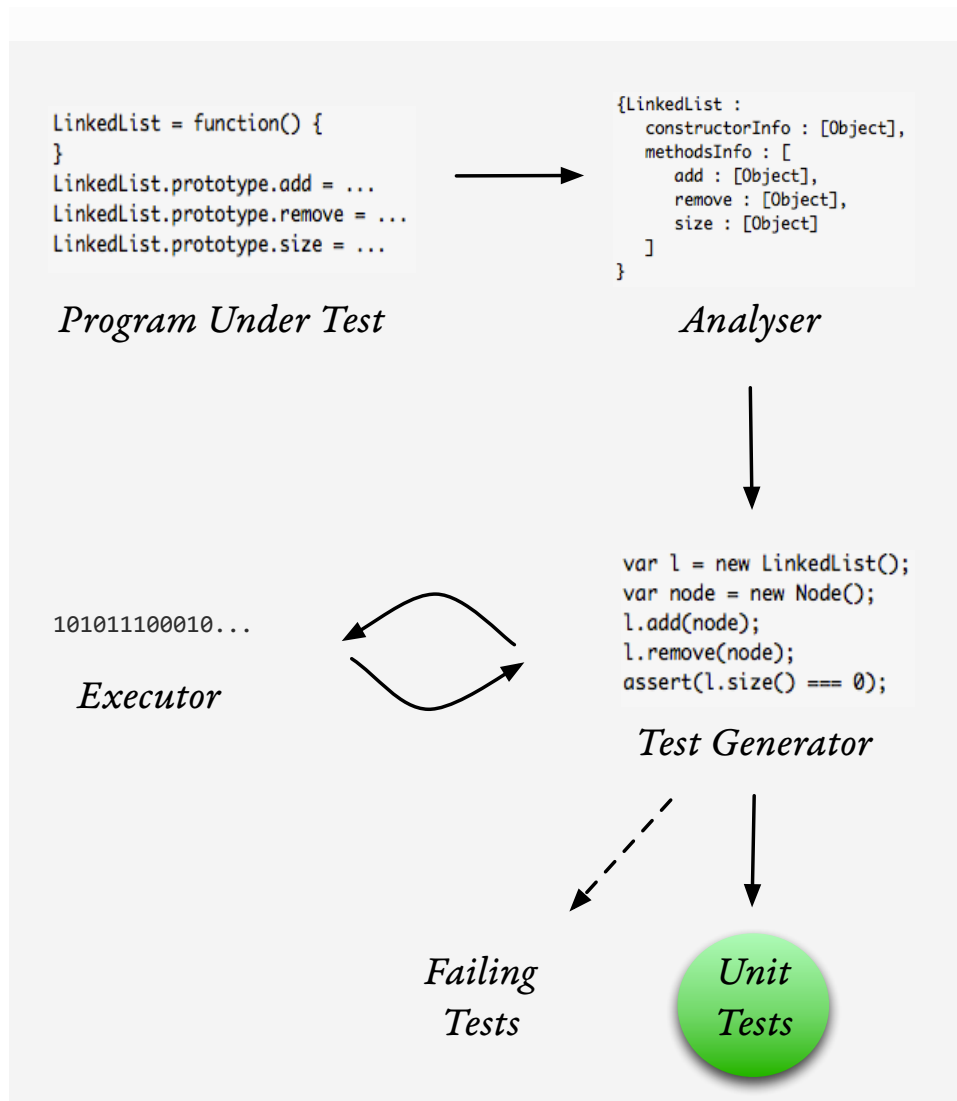 LinkedList = function() {
}
LinkedList.prototype.add = ...
LinkedList.prototype.remove = ...
LinkedList.prototype.size = ...
Program Under Test
{LinkedList :
constructorInfo : [Object],
methodsInfo : [
add : [Object],
remove : [Object],
size : [Object]
]
}
Analyser
101011100010...
Executor
var l = new LinkedList();
var node = new Node();
l.add(node);
l.remove(node);
assert(l.size() === 0);
Test Generator
Failing
Tests
Unit
Tests